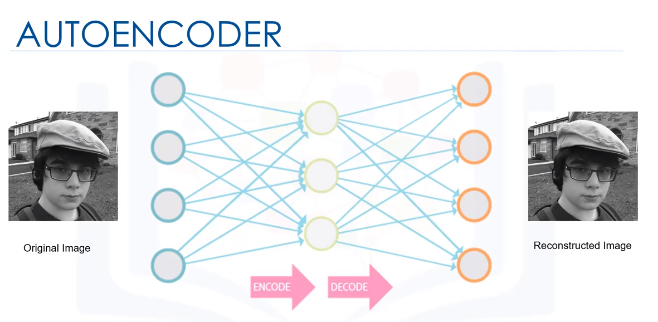 AUTOENCODER
Original Image
Reconstructed Image
ENCODE
DECODE